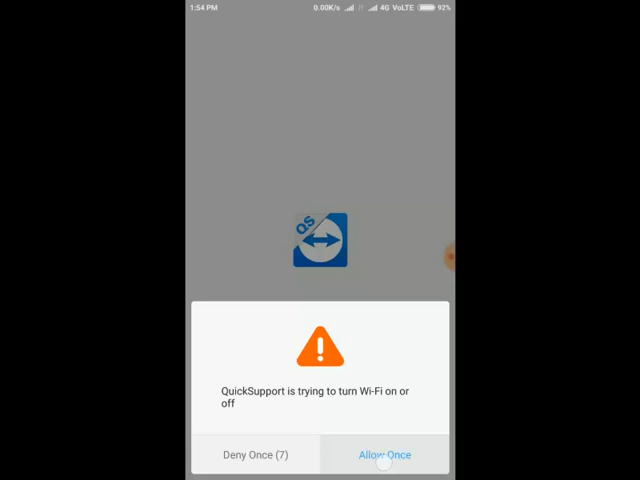 1:54 PM 0.00K/s 4G VoLTE 92%
QS
QuickSupport is trying to turn Wi-Fi on or
off
Deny Once (7) Allow Once